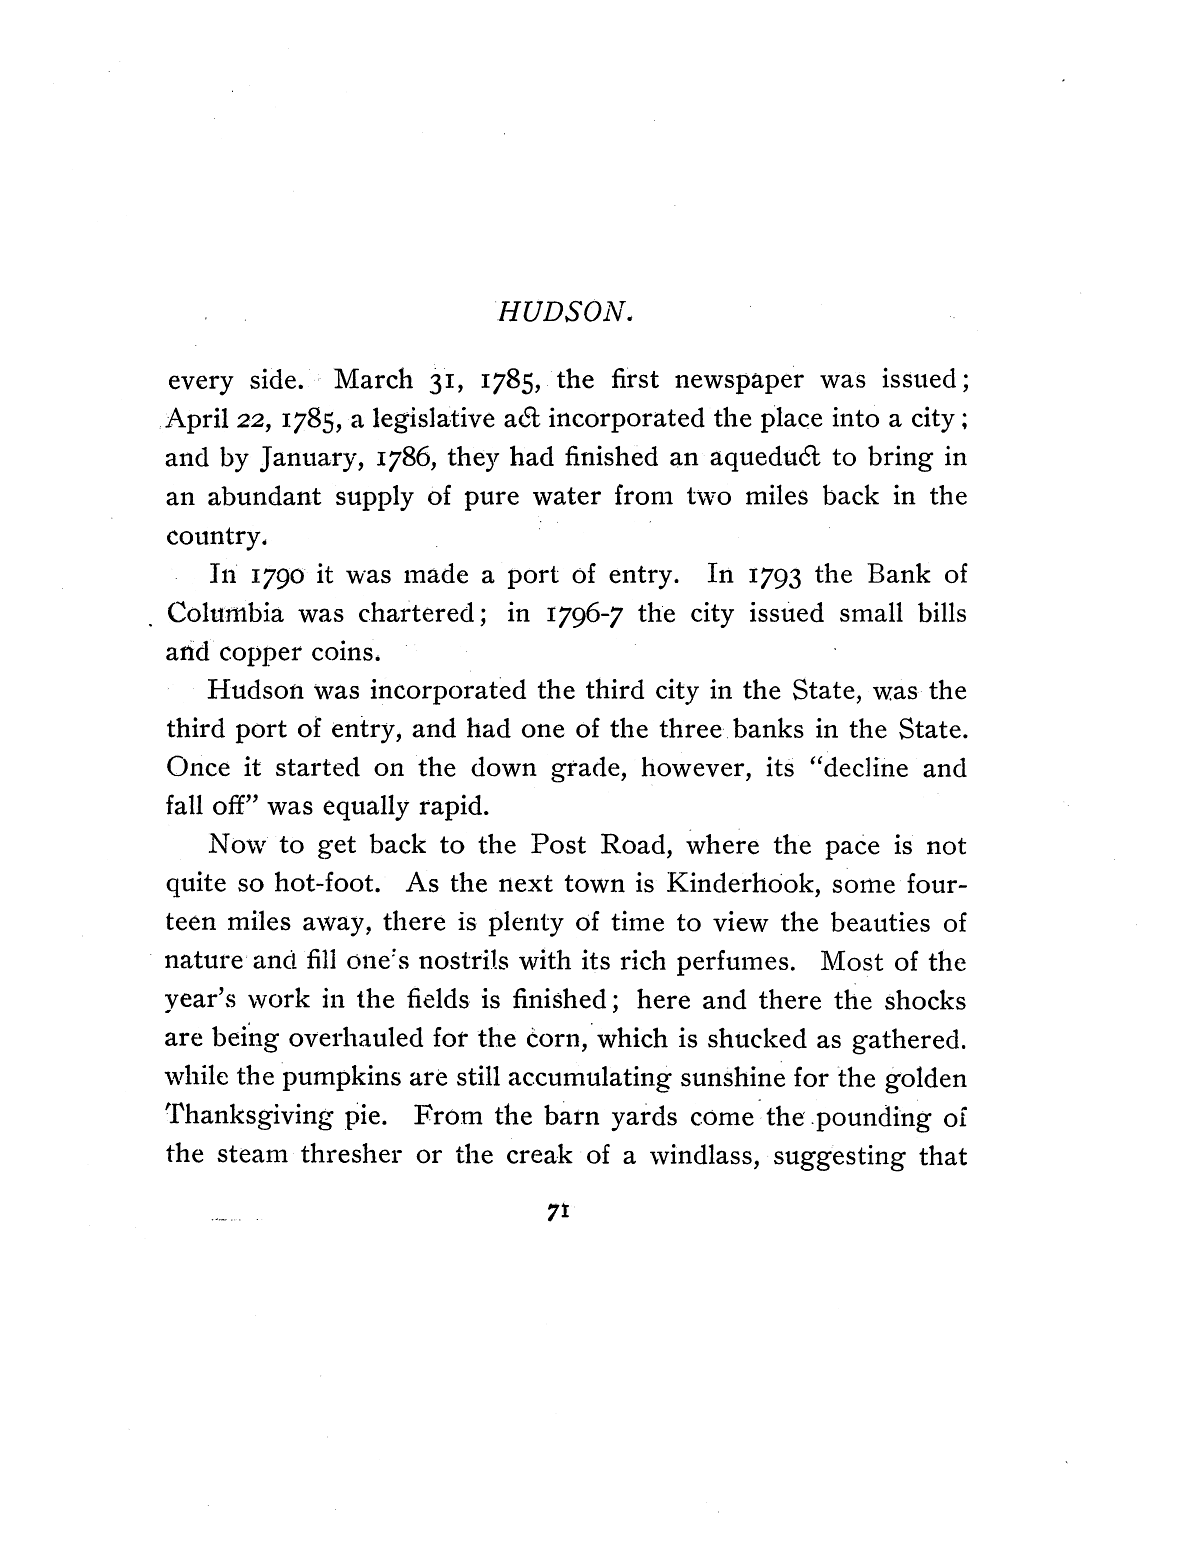 HUDSON.
every side. March 31, 1785, the first newspaper was issued;
April 22, 1785, a legislative act incorporated the place into a city;
and by January, 1786, they had finished an aqueduct to bring in
an abundant supply of pure water from two miles back in the
country.
In 1790 it was made a port of entry. In 1793 the Bank of
Columbia was chartered; in 1796-7 the city issued small bills
and copper coins.
Hudson was incorporated the third city in the State, was the
third port of entry, and had one of the three banks in the State.
Once it started on the down grade, however, its “decline and
fall off” was equally rapid.
Now to get back to the Post Road, where the pace is not
quite so hot-foot. As the next town is Kinderhook, some four-
teen miles away, there is plenty of time to view the beauties of
nature and fill one's nostrils with its rich perfumes. Most of the
year's work in the fields is finished; here and there the shocks
are being overhauled for the corn, which is shucked as gathered.
while the pumpkins are still accumulating sunshine for the golden
Thanksgiving pie. From the barn yards come the pounding of
the steam thresher or the creak of a windlass, suggesting that
71